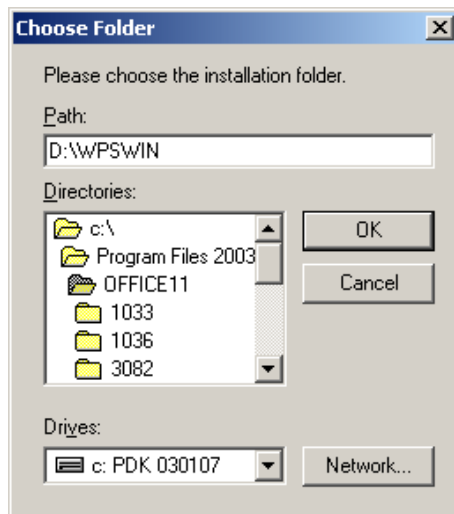 Choose Folder
Please choose the installation folder.
Path:
D:\WPSWIN
Directories:
c:\
Program Files 2003
OFFICE11
1033
1036
3082
OK
Cancel
Drives:
c: PDK 030107
Network...